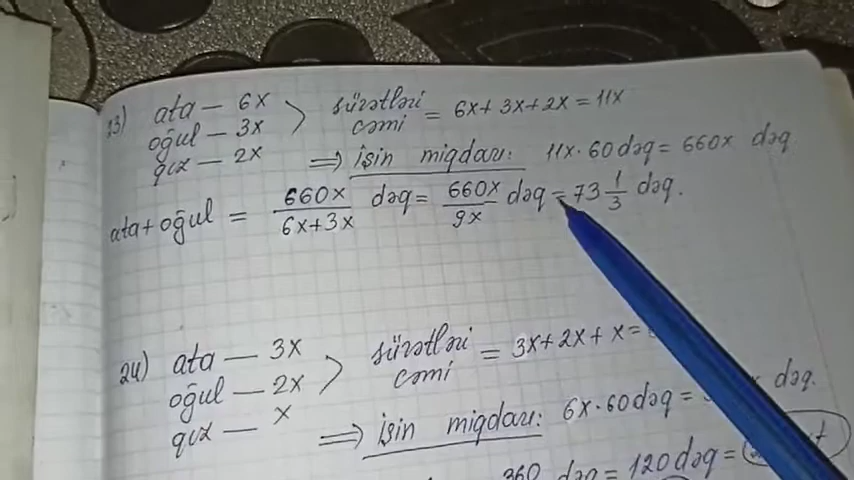 23) ata — 6x
oğul — 3x
qız — 2x
sürətləri cəmi = 6x + 3x + 2x = 11x
⇒ işin miqdarı: 11x · 60 dəq = 660x dəq
ata + oğul = 660x / 6x+3x dəq = 660x / 9x dəq = 73 1/3 dəq.
24) ata — 3x
oğul — 2x
qız — x
sürətləri cəmi = 3x + 2x + x =
⇒ işin miqdarı: 6x · 60 dəq = dəq.
360 dəq = 120 dəq =